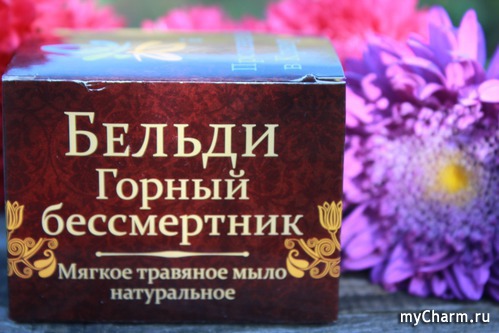 Бельди
Горный
бессмертник
Мягкое травяное мыло
натуральное
myCharm.ru